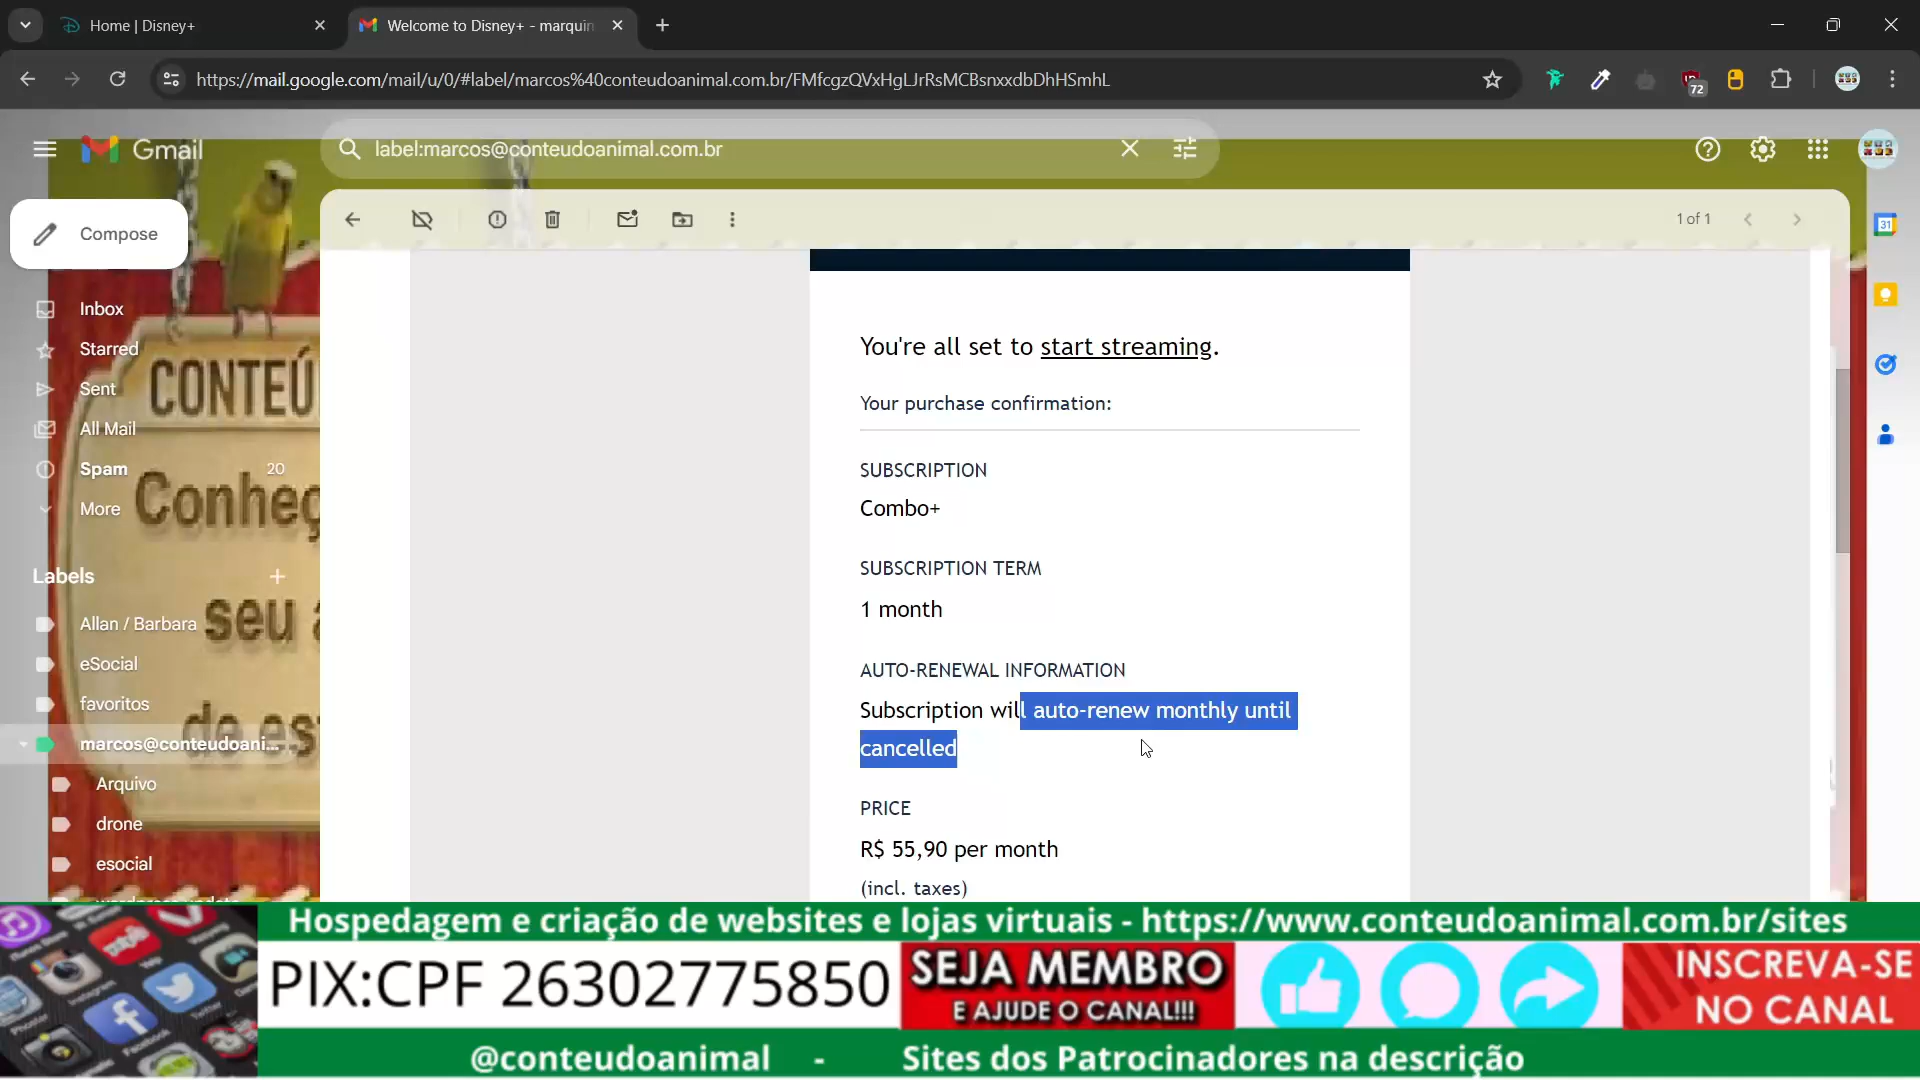 Home | Disney+
Welcome to Disney+ - marquin
https://mail.google.com/mail/u/0/#label/marcos%40conteudoanimal.com.br/FMfcgzQVxHgLJrRsMCBsnxxdbDhHSmhL
72
Gmail
label:marcos@conteudoanimal.com.br
Compose
1 of 1
31
Inbox
Starred
Sent
All Mail
Spam 20
More
Labels
Allan / Barbara
eSocial
favoritos
marcos@conteudoani...
Arquivo
drone
esocial
CONTEÚ
Conheç
seu a
de es
You're all set to start streaming.
Your purchase confirmation:
SUBSCRIPTION
Combo+
SUBSCRIPTION TERM
1 month
AUTO-RENEWAL INFORMATION
Subscription will auto-renew monthly until
cancelled
PRICE
R$ 55,90 per month
(incl. taxes)
Hospedagem e criação de websites e lojas virtuais - https://www.conteudoanimal.com.br/sites
PIX:CPF 26302775850
SEJA MEMBRO
E AJUDE O CANAL!!!
INSCREVA-SE
NO CANAL
@conteudoanimal - Sites dos Patrocinadores na descrição